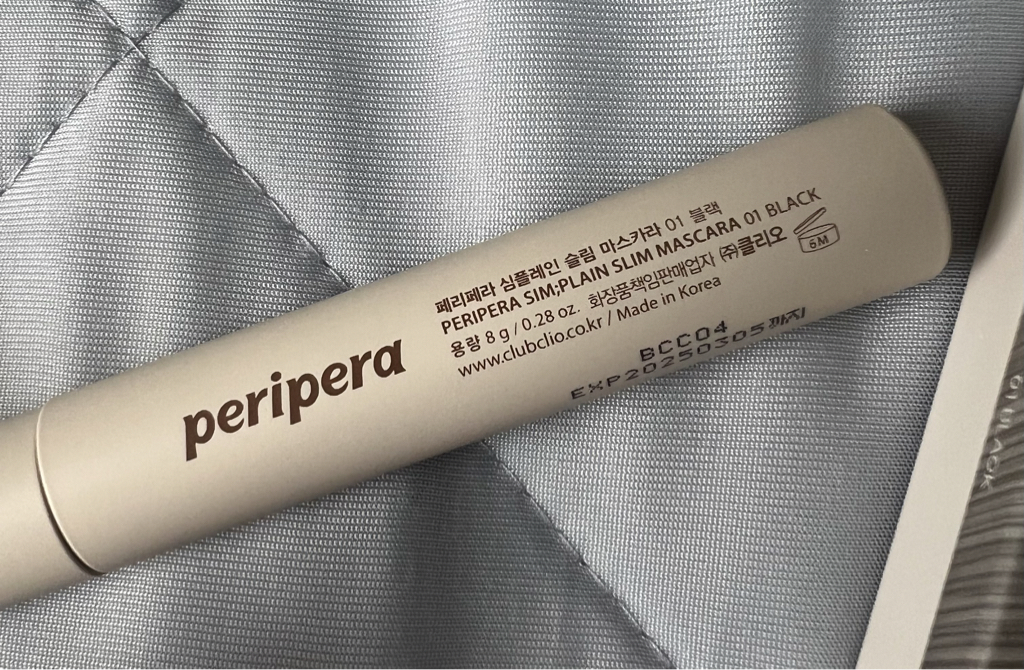 peripera
페리페라 심플레인 슬림 마스카라 01 블랙
PERIPERA SIM;PLAIN SLIM MASCARA 01 BLACK
용량 8 g / 0.28 oz. 화장품책임판매업자 ㈜클리오
www.clubclio.co.kr / Made in Korea
6M
BCC04
EXP20250305까지
01 BLACK